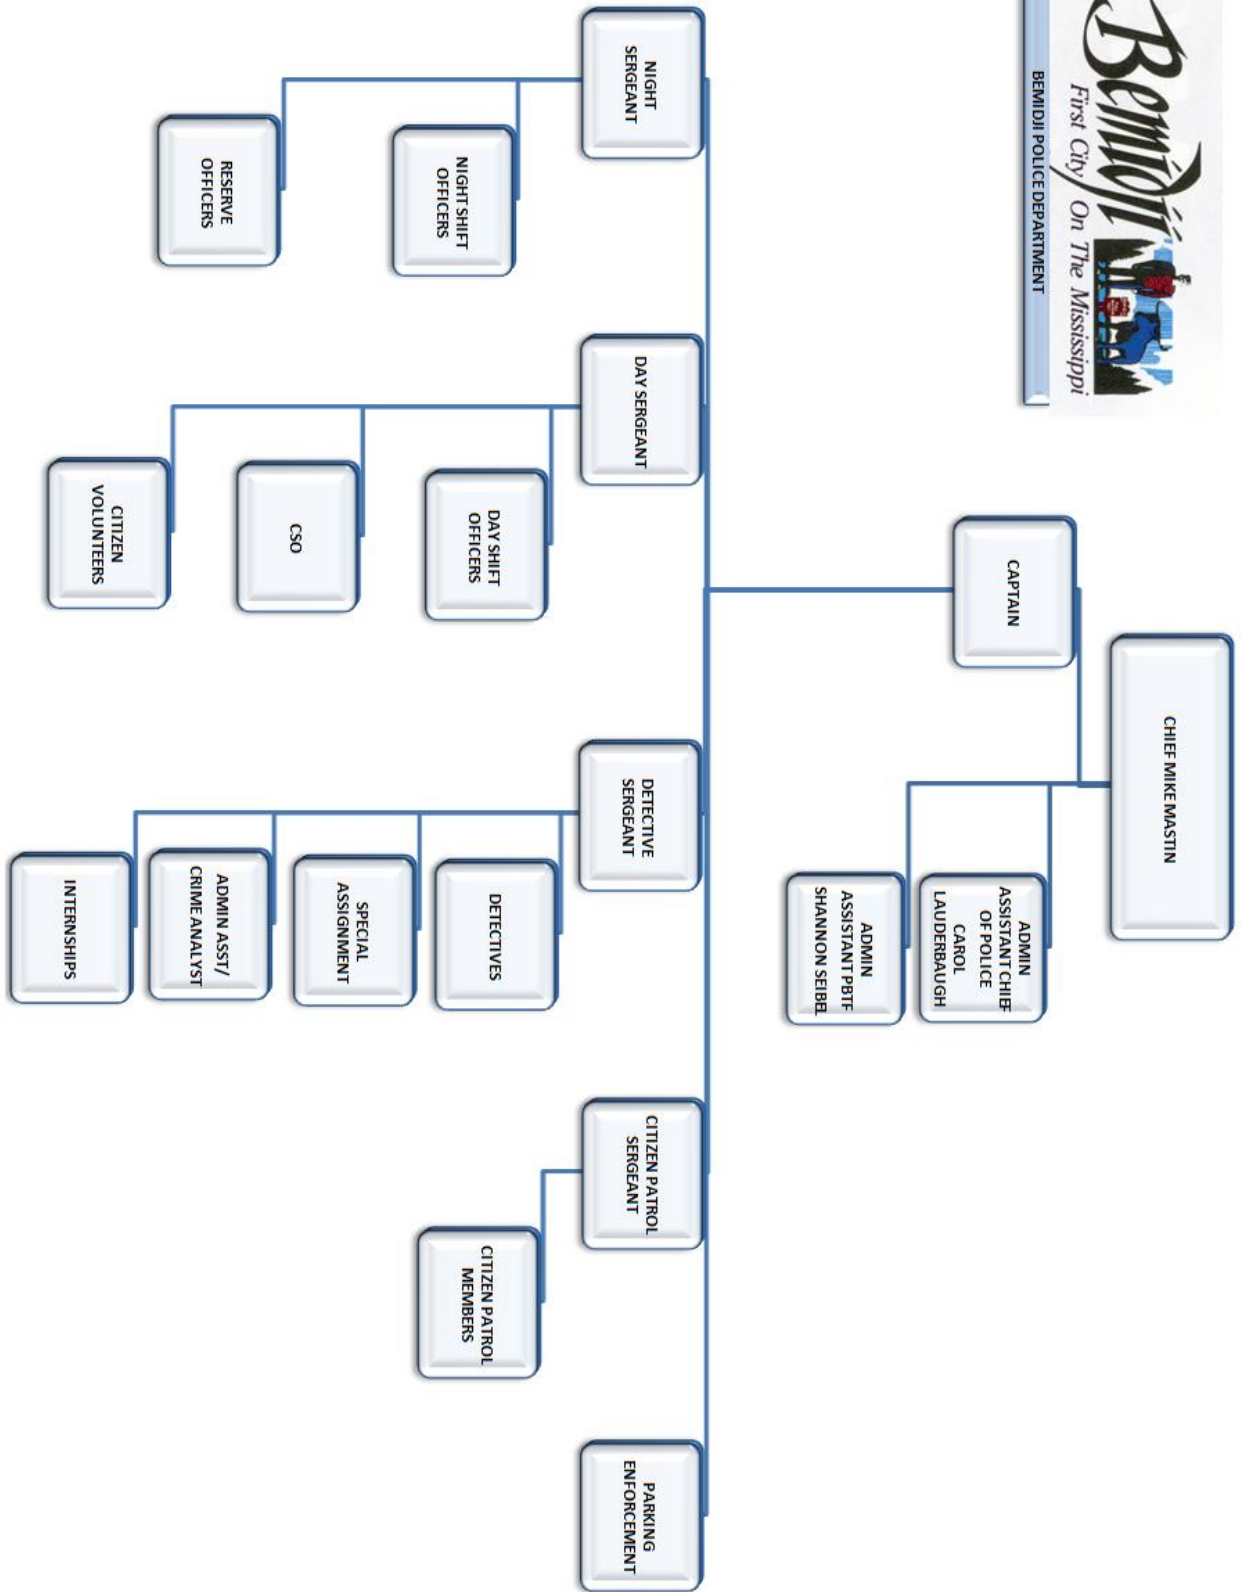 Bemidji
First City On The Mississippi
BEMIDJI POLICE DEPARTMENT
CHIEF MIKE MASTIN
CAPTAIN
ADMIN
ASSISTANT CHIEF
OF POLICE
CAROL
LAUDERBAUGH
ADMIN
ASSISTANT PBTF
SHANNON SEIBEL
NIGHT
SERGEANT
NIGHT SHIFT
OFFICERS
RESERVE
OFFICERS
DAY SERGEANT
DAY SHIFT
OFFICERS
CSO
CITIZEN
VOLUNTEERS
DETECTIVE
SERGEANT
DETECTIVES
SPECIAL
ASSIGNMENT
ADMIN ASST/
CRIME ANALYST
INTERNSHIPS
CITIZEN PATROL
SERGEANT
CITIZEN PATROL
MEMBERS
PARKING
ENFORCEMENT